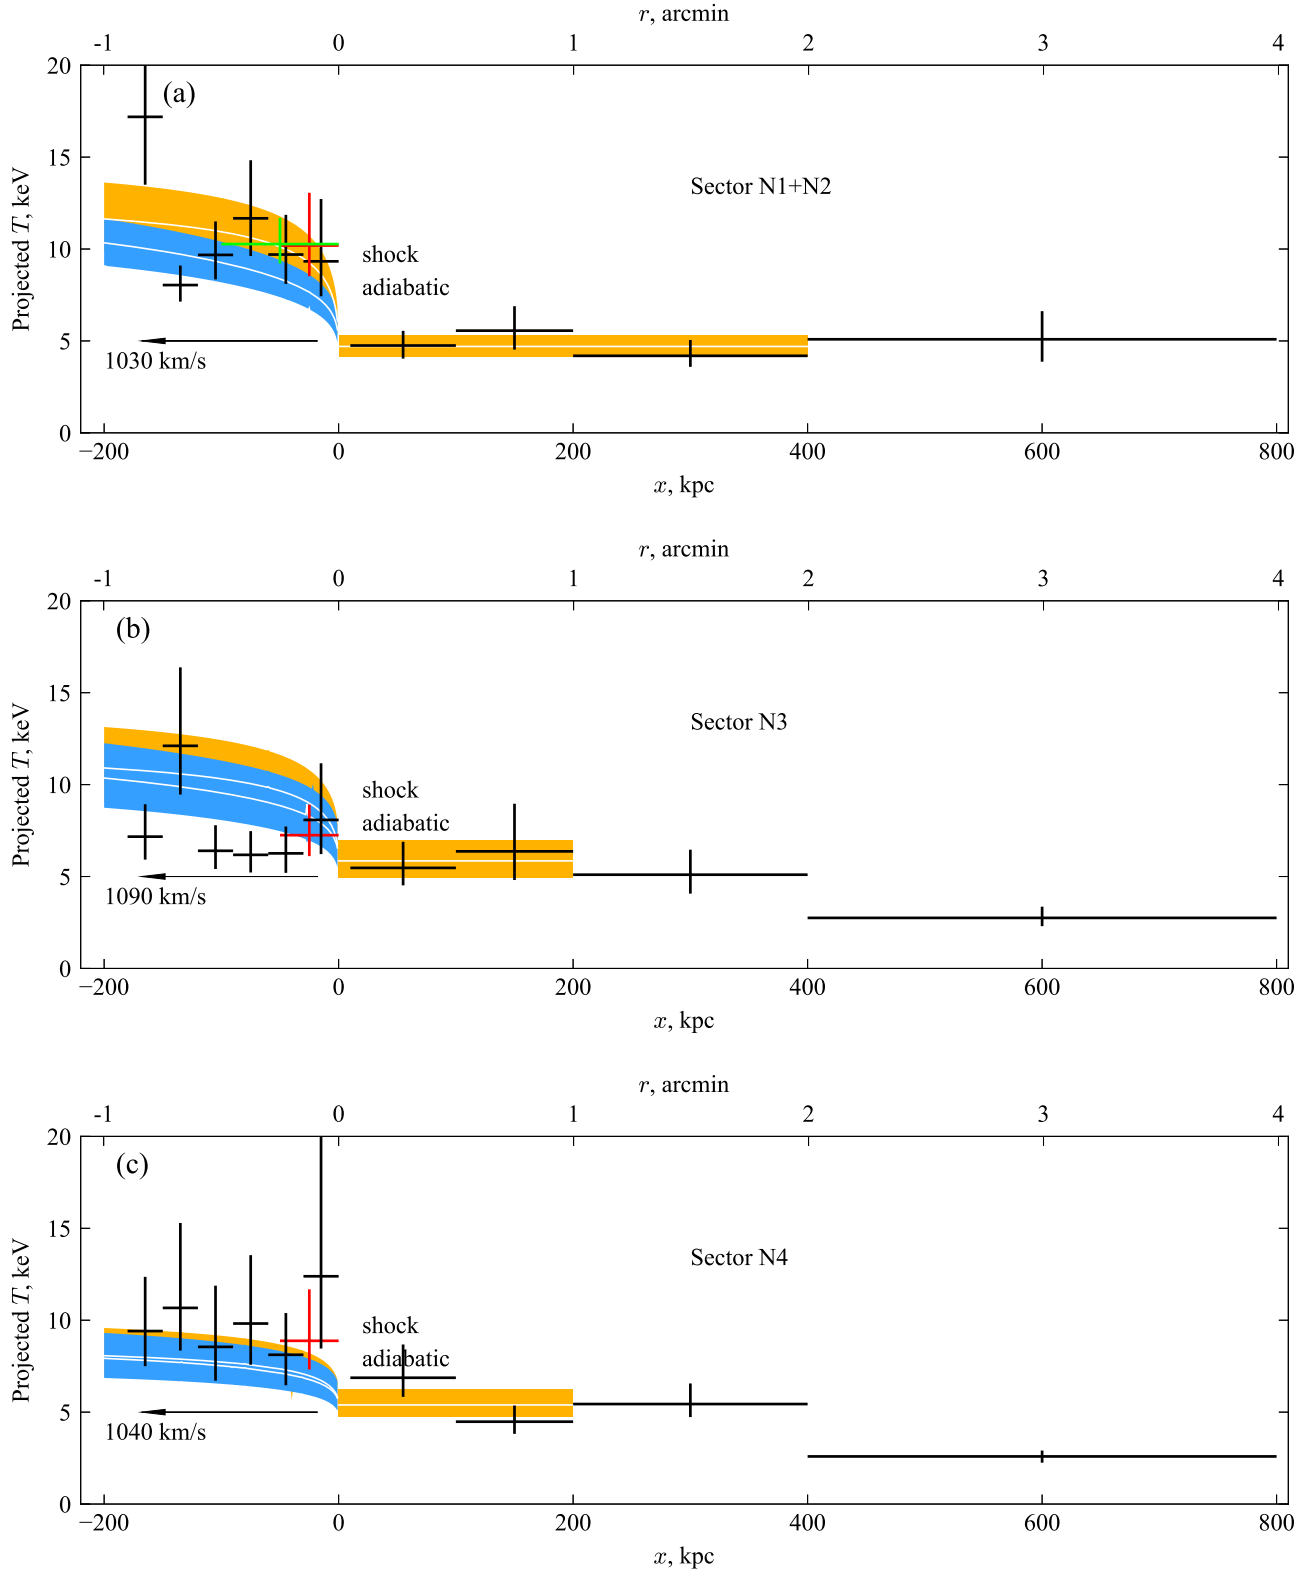 r, arcmin
-1 0 1 2 3 4
20
(a)
15
Sector N1+N2
Projected T, keV
10
shock
adiabatic
5
1030 km/s
0
−200 0 200 400 600 800
x, kpc
r, arcmin
-1 0 1 2 3 4
20
(b)
15
Sector N3
Projected T, keV
10
shock
adiabatic
5
1090 km/s
0
−200 0 200 400 600 800
x, kpc
r, arcmin
-1 0 1 2 3 4
20
(c)
15
Sector N4
Projected T, keV
10
shock
adiabatic
5
1040 km/s
0
−200 0 200 400 600 800
x, kpc